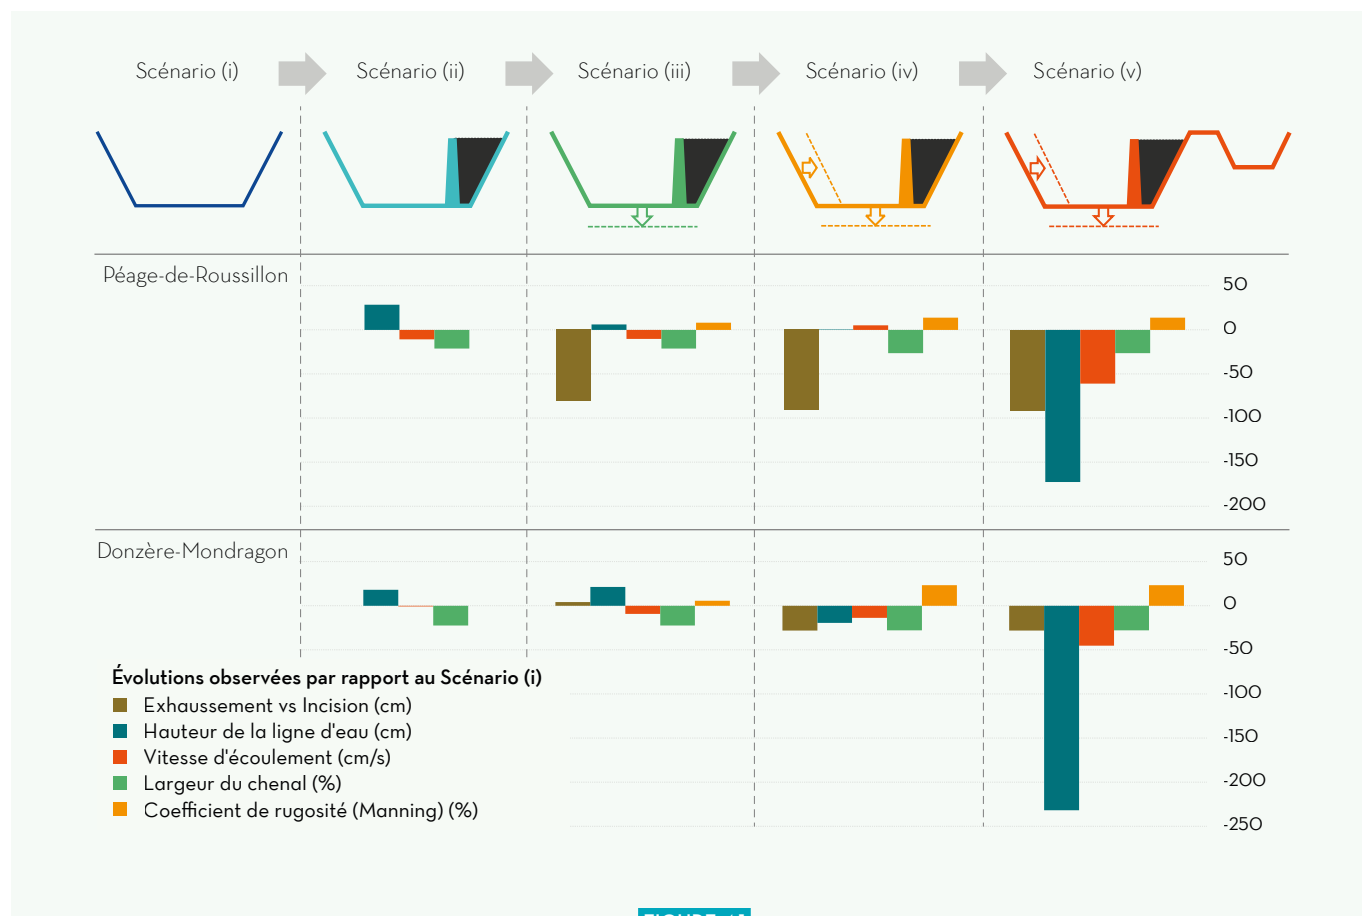 Scénario (i)
Scénario (ii)
Scénario (iii)
Scénario (iv)
Scénario (v)
Péage-de-Roussillon
50
0
-50
-100
-150
-200
Donzère-Mondragon
50
0
-50
-100
-150
-200
-250
Évolutions observées par rapport au Scénario (i)
Exhaussement vs Incision (cm)
Hauteur de la ligne d'eau (cm)
Vitesse d'écoulement (cm/s)
Largeur du chenal (%)
Coefficient de rugosité (Manning) (%)
FIGURE